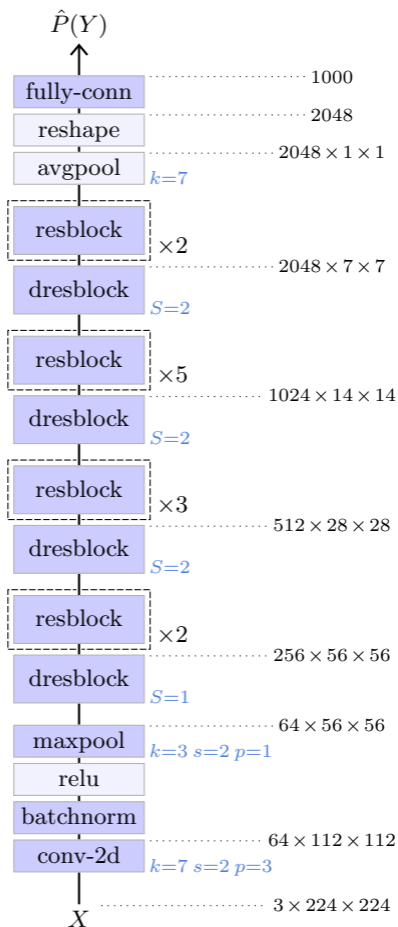 P̂(Y)
fully-conn 1000
reshape 2048
avgpool 2048 × 1 × 1
k=7
resblock
×2
2048 × 7 × 7
dresblock
S=2
resblock
×5
1024 × 14 × 14
dresblock
S=2
resblock
×3
512 × 28 × 28
dresblock
S=2
resblock
×2
256 × 56 × 56
dresblock
S=1
64 × 56 × 56
maxpool
k=3 s=2 p=1
relu
batchnorm
64 × 112 × 112
conv-2d
k=7 s=2 p=3
X 3 × 224 × 224